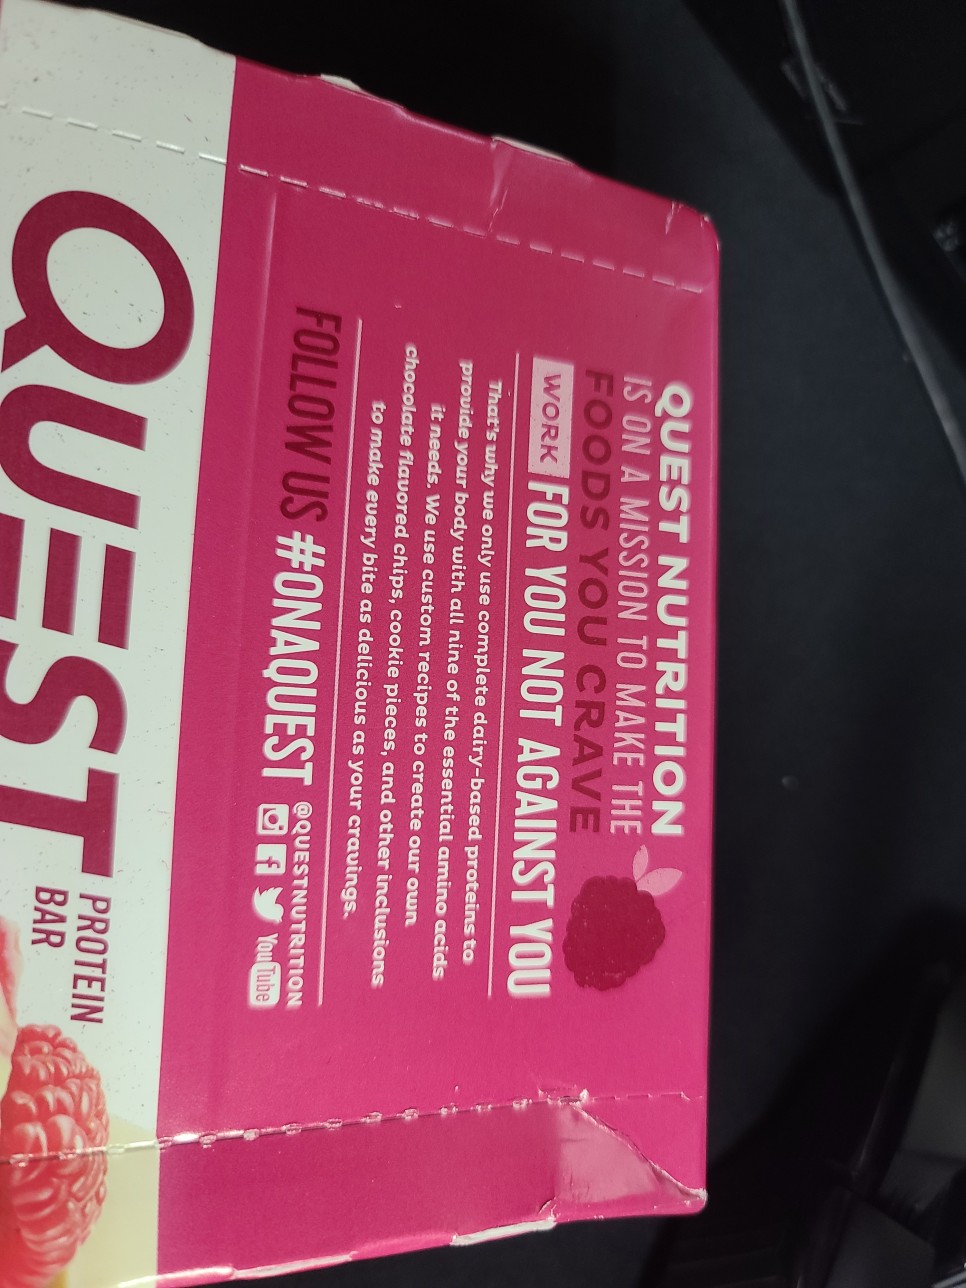 QUEST NUTRITION
IS ON A MISSION TO MAKE THE
FOODS YOU CRAVE
WORK FOR YOU NOT AGAINST YOU
That's why we only use complete dairy-based proteins to
provide your body with all nine of the essential amino acids
it needs. We use custom recipes to create our own
chocolate flavored chips, cookie pieces, and other inclusions
to make every bite as delicious as your cravings.
FOLLOW US #ONAQUEST @QUESTNUTRITION
YouTube
QUEST PROTEIN
BAR